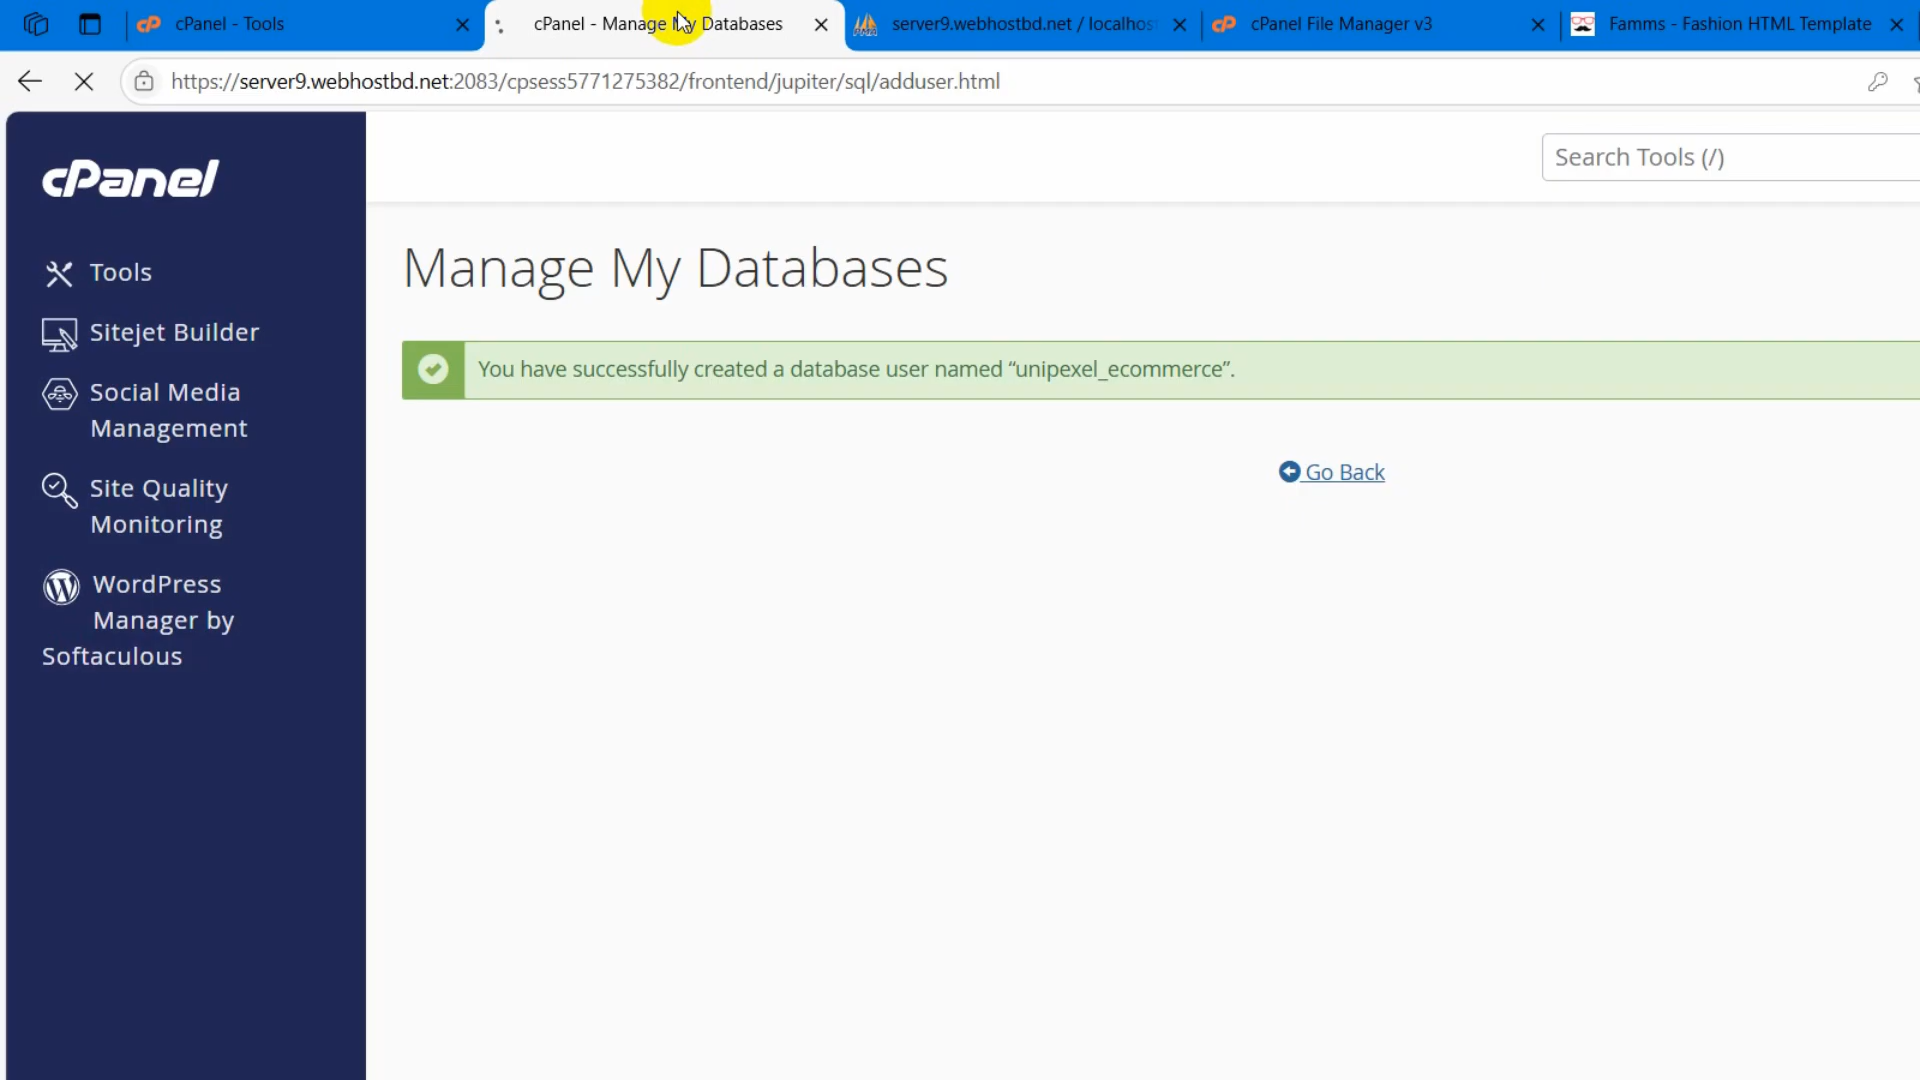 cPanel - Tools
cPanel - Manage My Databases
server9.webhostbd.net / localhos
cPanel File Manager v3
Famms - Fashion HTML Template
https://server9.webhostbd.net:2083/cpsess5771275382/frontend/jupiter/sql/adduser.html
cPanel
Search Tools (/)
Tools
Sitejet Builder
Social Media
Management
Site Quality
Monitoring
WordPress
Manager by
Softaculous
Manage My Databases
You have successfully created a database user named “unipexel_ecommerce”.
Go Back